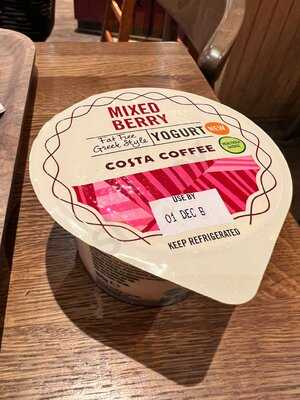 MIXED
BERRY
Fat Free
Greek Style
YOGURT
NEW
COSTA COFFEE
USE BY
01 DEC B
KEEP REFRIGERATED